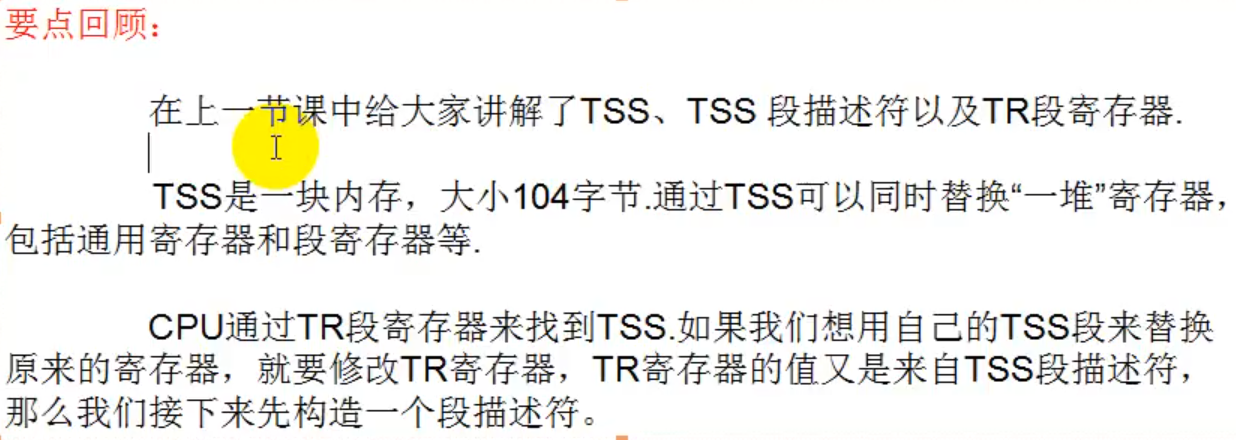 要点回顾：
在上一节课中给大家讲解了TSS、TSS 段描述符以及TR段寄存器.
TSS是一块内存，大小104字节.通过TSS可以同时替换“一堆”寄存器，
包括通用寄存器和段寄存器等.
CPU通过TR段寄存器来找到TSS.如果我们想用自己的TSS段来替换
原来的寄存器，就要修改TR寄存器，TR寄存器的值又是来自TSS段描述符，
那么我们接下来先构造一个段描述符。